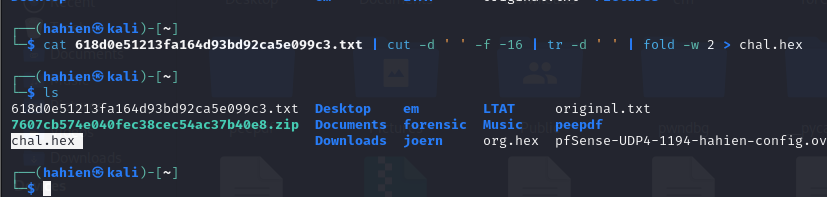 ┌──(hahien㉿kali)-[~]
└─$ cat 618d0e51213fa164d93bd92ca5e099c3.txt | cut -d ' ' -f -16 | tr -d ' ' | fold -w 2 > chal.hex
┌──(hahien㉿kali)-[~]
└─$ ls
618d0e51213fa164d93bd92ca5e099c3.txt Desktop em LTAT original.txt
7607cb574e040fec38cec54ac37b40e8.zip Documents forensic Music peepdf
chal.hex Downloads joern org.hex pfSense-UDP4-1194-hahien-config.ov
┌──(hahien㉿kali)-[~]
└─$